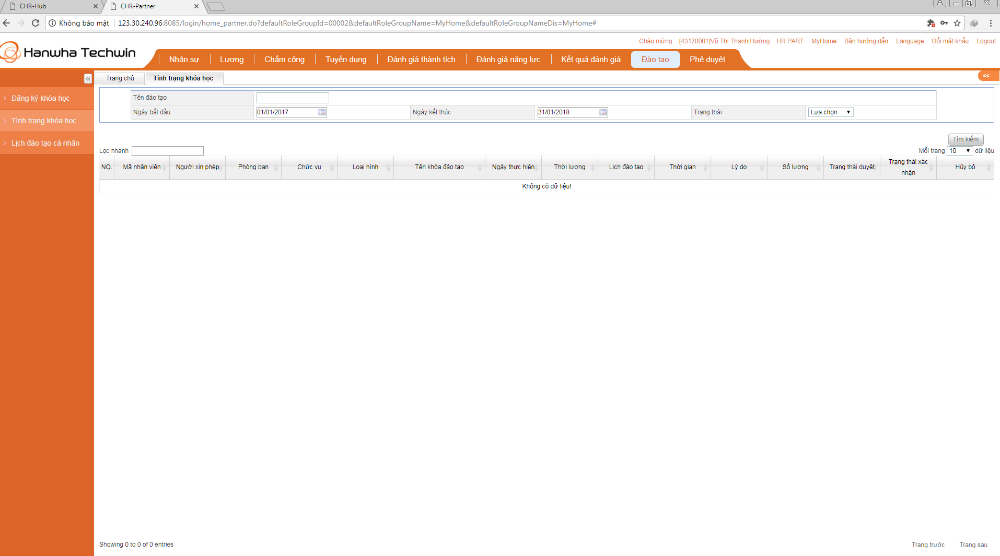 CHR-Hub
CHR-Partner
Không bảo mật
123.30.240.96:8085/login/home_partner.do?defaultRoleGroupId=00002&defaultRoleGroupName=MyHome&defaultRoleGroupNameDis=MyHome#
Chào mừng [43170001]Vũ Thị Thanh Hường HR PART MyHome Bản hướng dẫn Language Đổi mật khẩu Logout
Hanwha Techwin
Nhân sự Lương Chấm công Tuyển dụng Đánh giá thành tích Đánh giá năng lực Kết quả đánh giá Đào tạo Phê duyệt
Trang chủ Tình trạng khóa học
<<
Đăng ký khóa học
Tình trạng khóa học
Lịch đào tạo cá nhân
Tên đào tạo
Ngày bắt đầu 01/01/2017 Ngày kết thúc 31/01/2018 Trạng thái Lựa chọn
Tìm kiếm
Lọc nhanh
Mỗi trang 10 dữ liệu
NO. Mã nhân viên Người xin phép Phòng ban Chức vụ Loại hình Tên khóa đào tạo Ngày thực hiện Thời lượng Lịch đào tạo Thời gian Lý do Số lượng Trạng thái duyệt Trạng thái xác nhận Hủy bỏ
Không có dữ liệu!
Showing 0 to 0 of 0 entries
Trang trước Trang sau